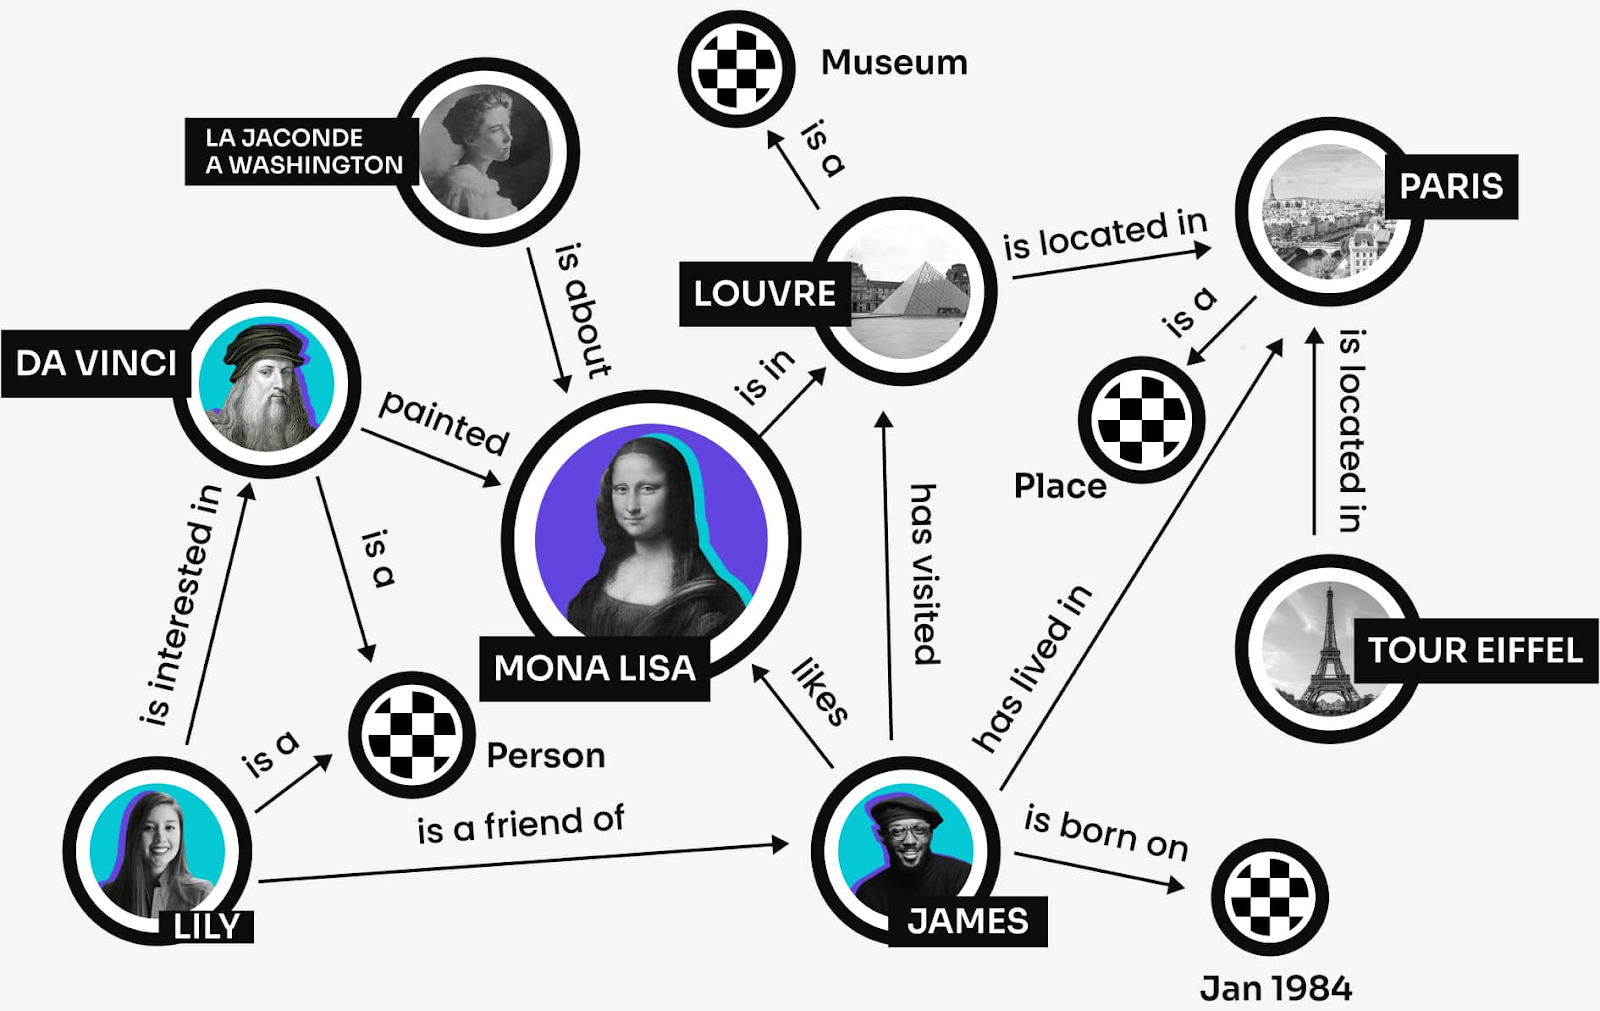 Museum
LA JACONDE
A WASHINGTON
is a
PARIS
is located in
is about
LOUVRE
is a
DA VINCI
is in
painted
is located in
Place
is interested in
is a
has visited
has lived in
TOUR EIFFEL
MONA LISA
likes
is a
Person
is a friend of
is born on
LILY
JAMES
Jan 1984